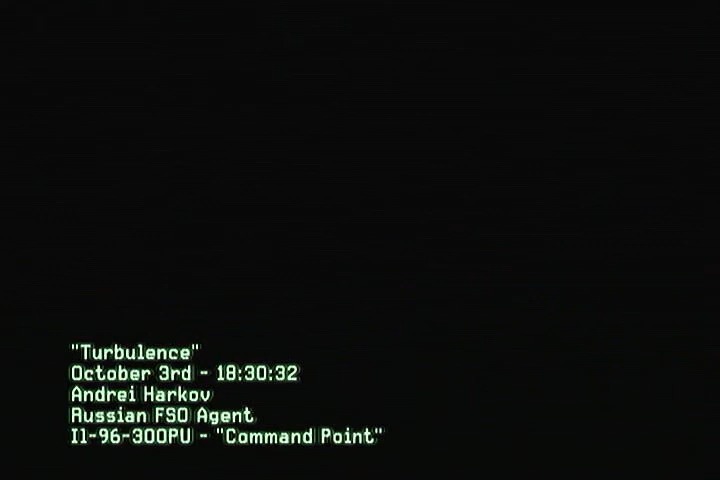 "Turbulence"
October 3rd - 18:30:32
Andrei Harkov
Russian FSO Agent
Il-96-300PU - "Command Point"